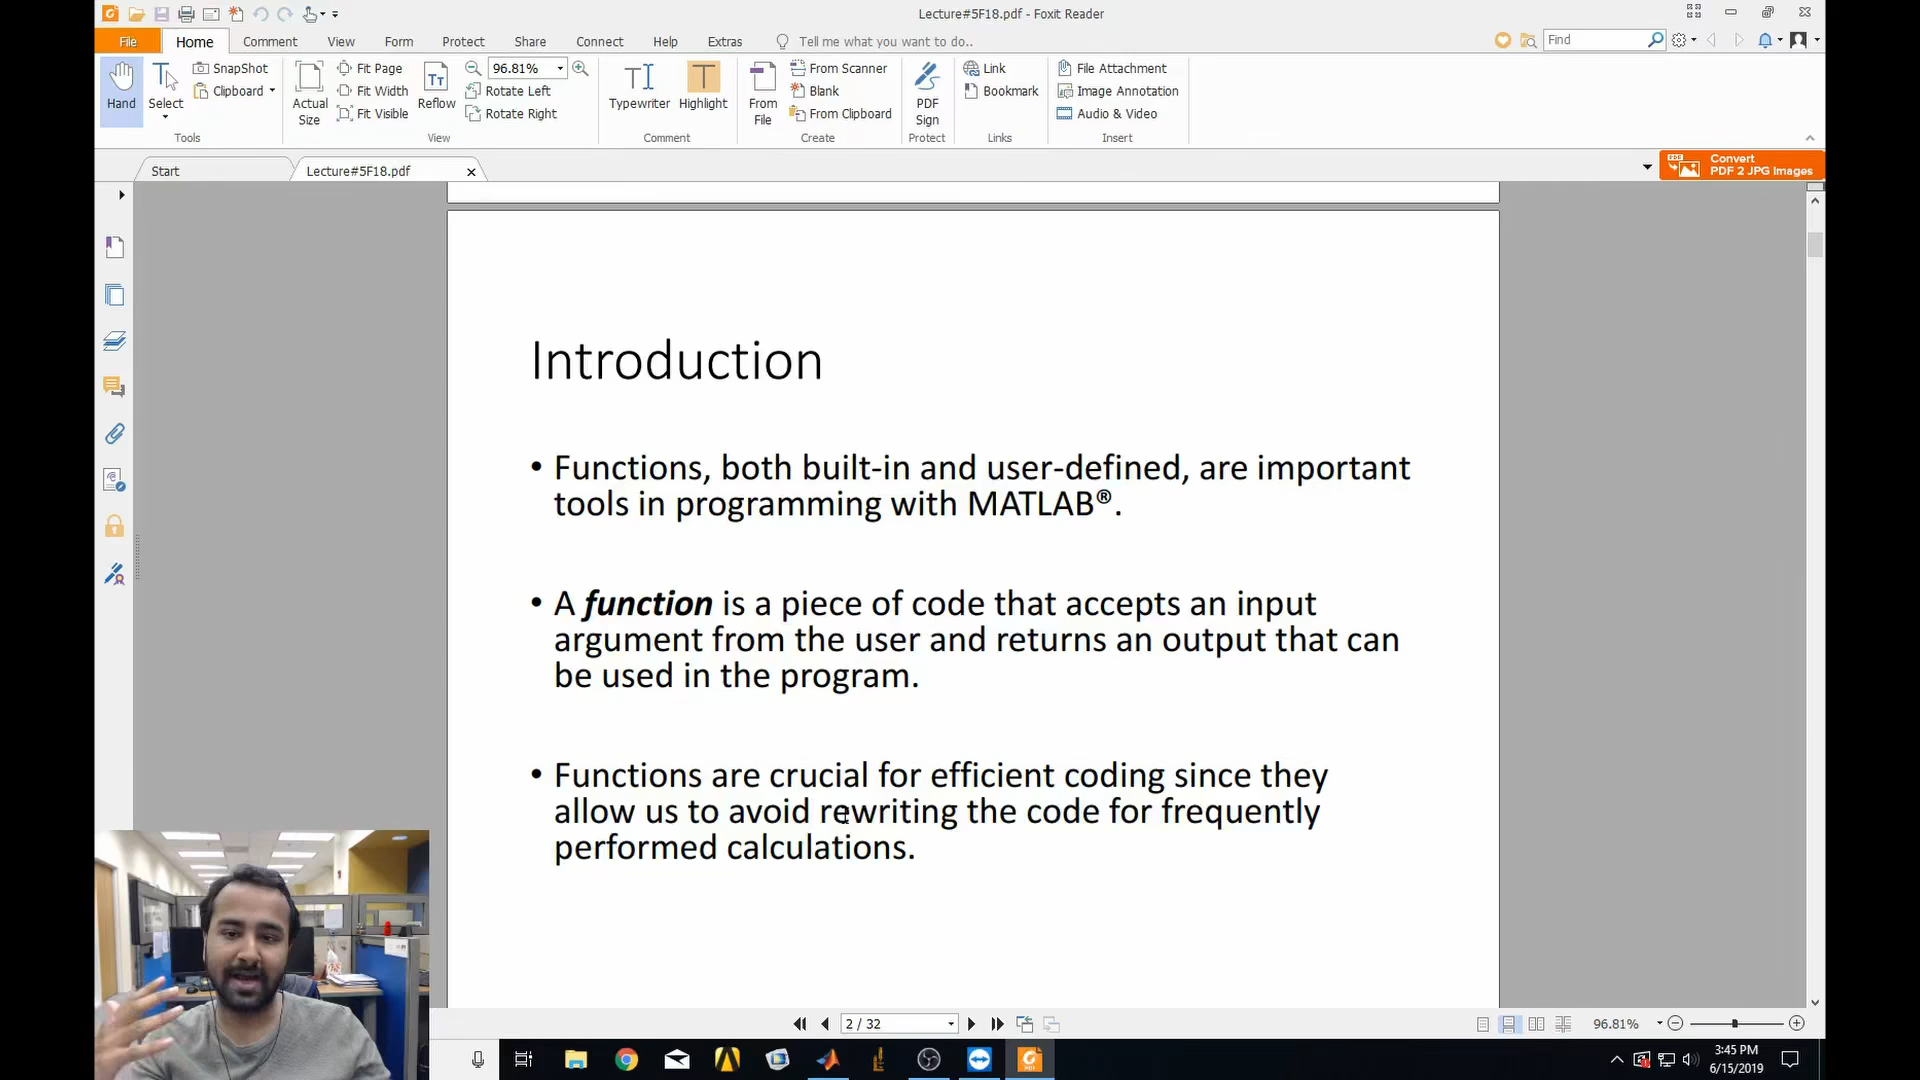 Lecture#5F18.pdf - Foxit Reader
File Home Comment View Form Protect Share Connect Help Extras Tell me what you want to do.. Find
Hand
Select
SnapShot
Clipboard
Tools
Actual
Size
Fit Page
Fit Width
Fit Visible
Reflow
96.81%
Rotate Left
Rotate Right
View
Typewriter
Highlight
Comment
From
File
From Scanner
Blank
From Clipboard
Create
PDF
Sign
Protect
Link
Bookmark
Links
File Attachment
Image Annotation
Audio & Video
Insert
Start
Lecture#5F18.pdf
Convert
PDF 2 JPG Images
Introduction
• Functions, both built-in and user-defined, are important
tools in programming with MATLAB®.
• A function is a piece of code that accepts an input
argument from the user and returns an output that can
be used in the program.
• Functions are crucial for efficient coding since they
allow us to avoid rewriting the code for frequently
performed calculations.
2 / 32
96.81%
3:45 PM
6/15/2019